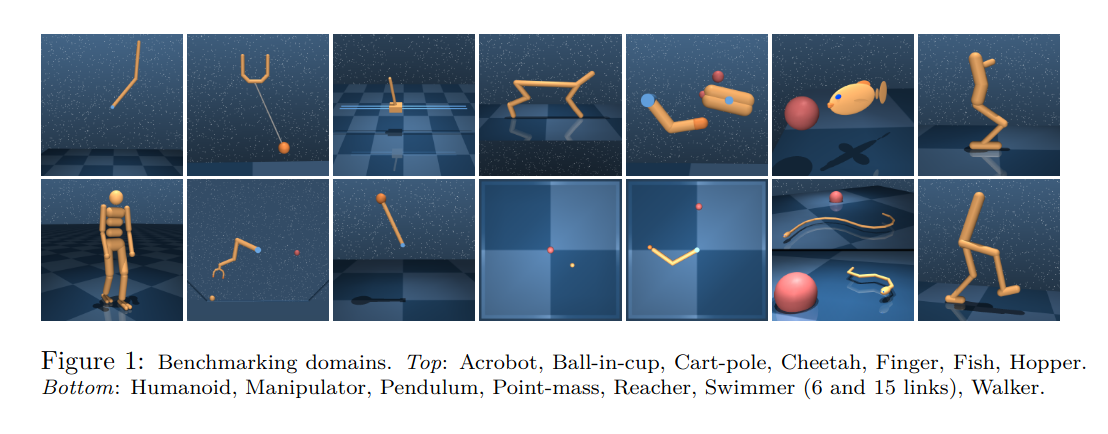 Figure 1: Benchmarking domains. Top: Acrobot, Ball-in-cup, Cart-pole, Cheetah, Finger, Fish, Hopper.
Bottom: Humanoid, Manipulator, Pendulum, Point-mass, Reacher, Swimmer (6 and 15 links), Walker.